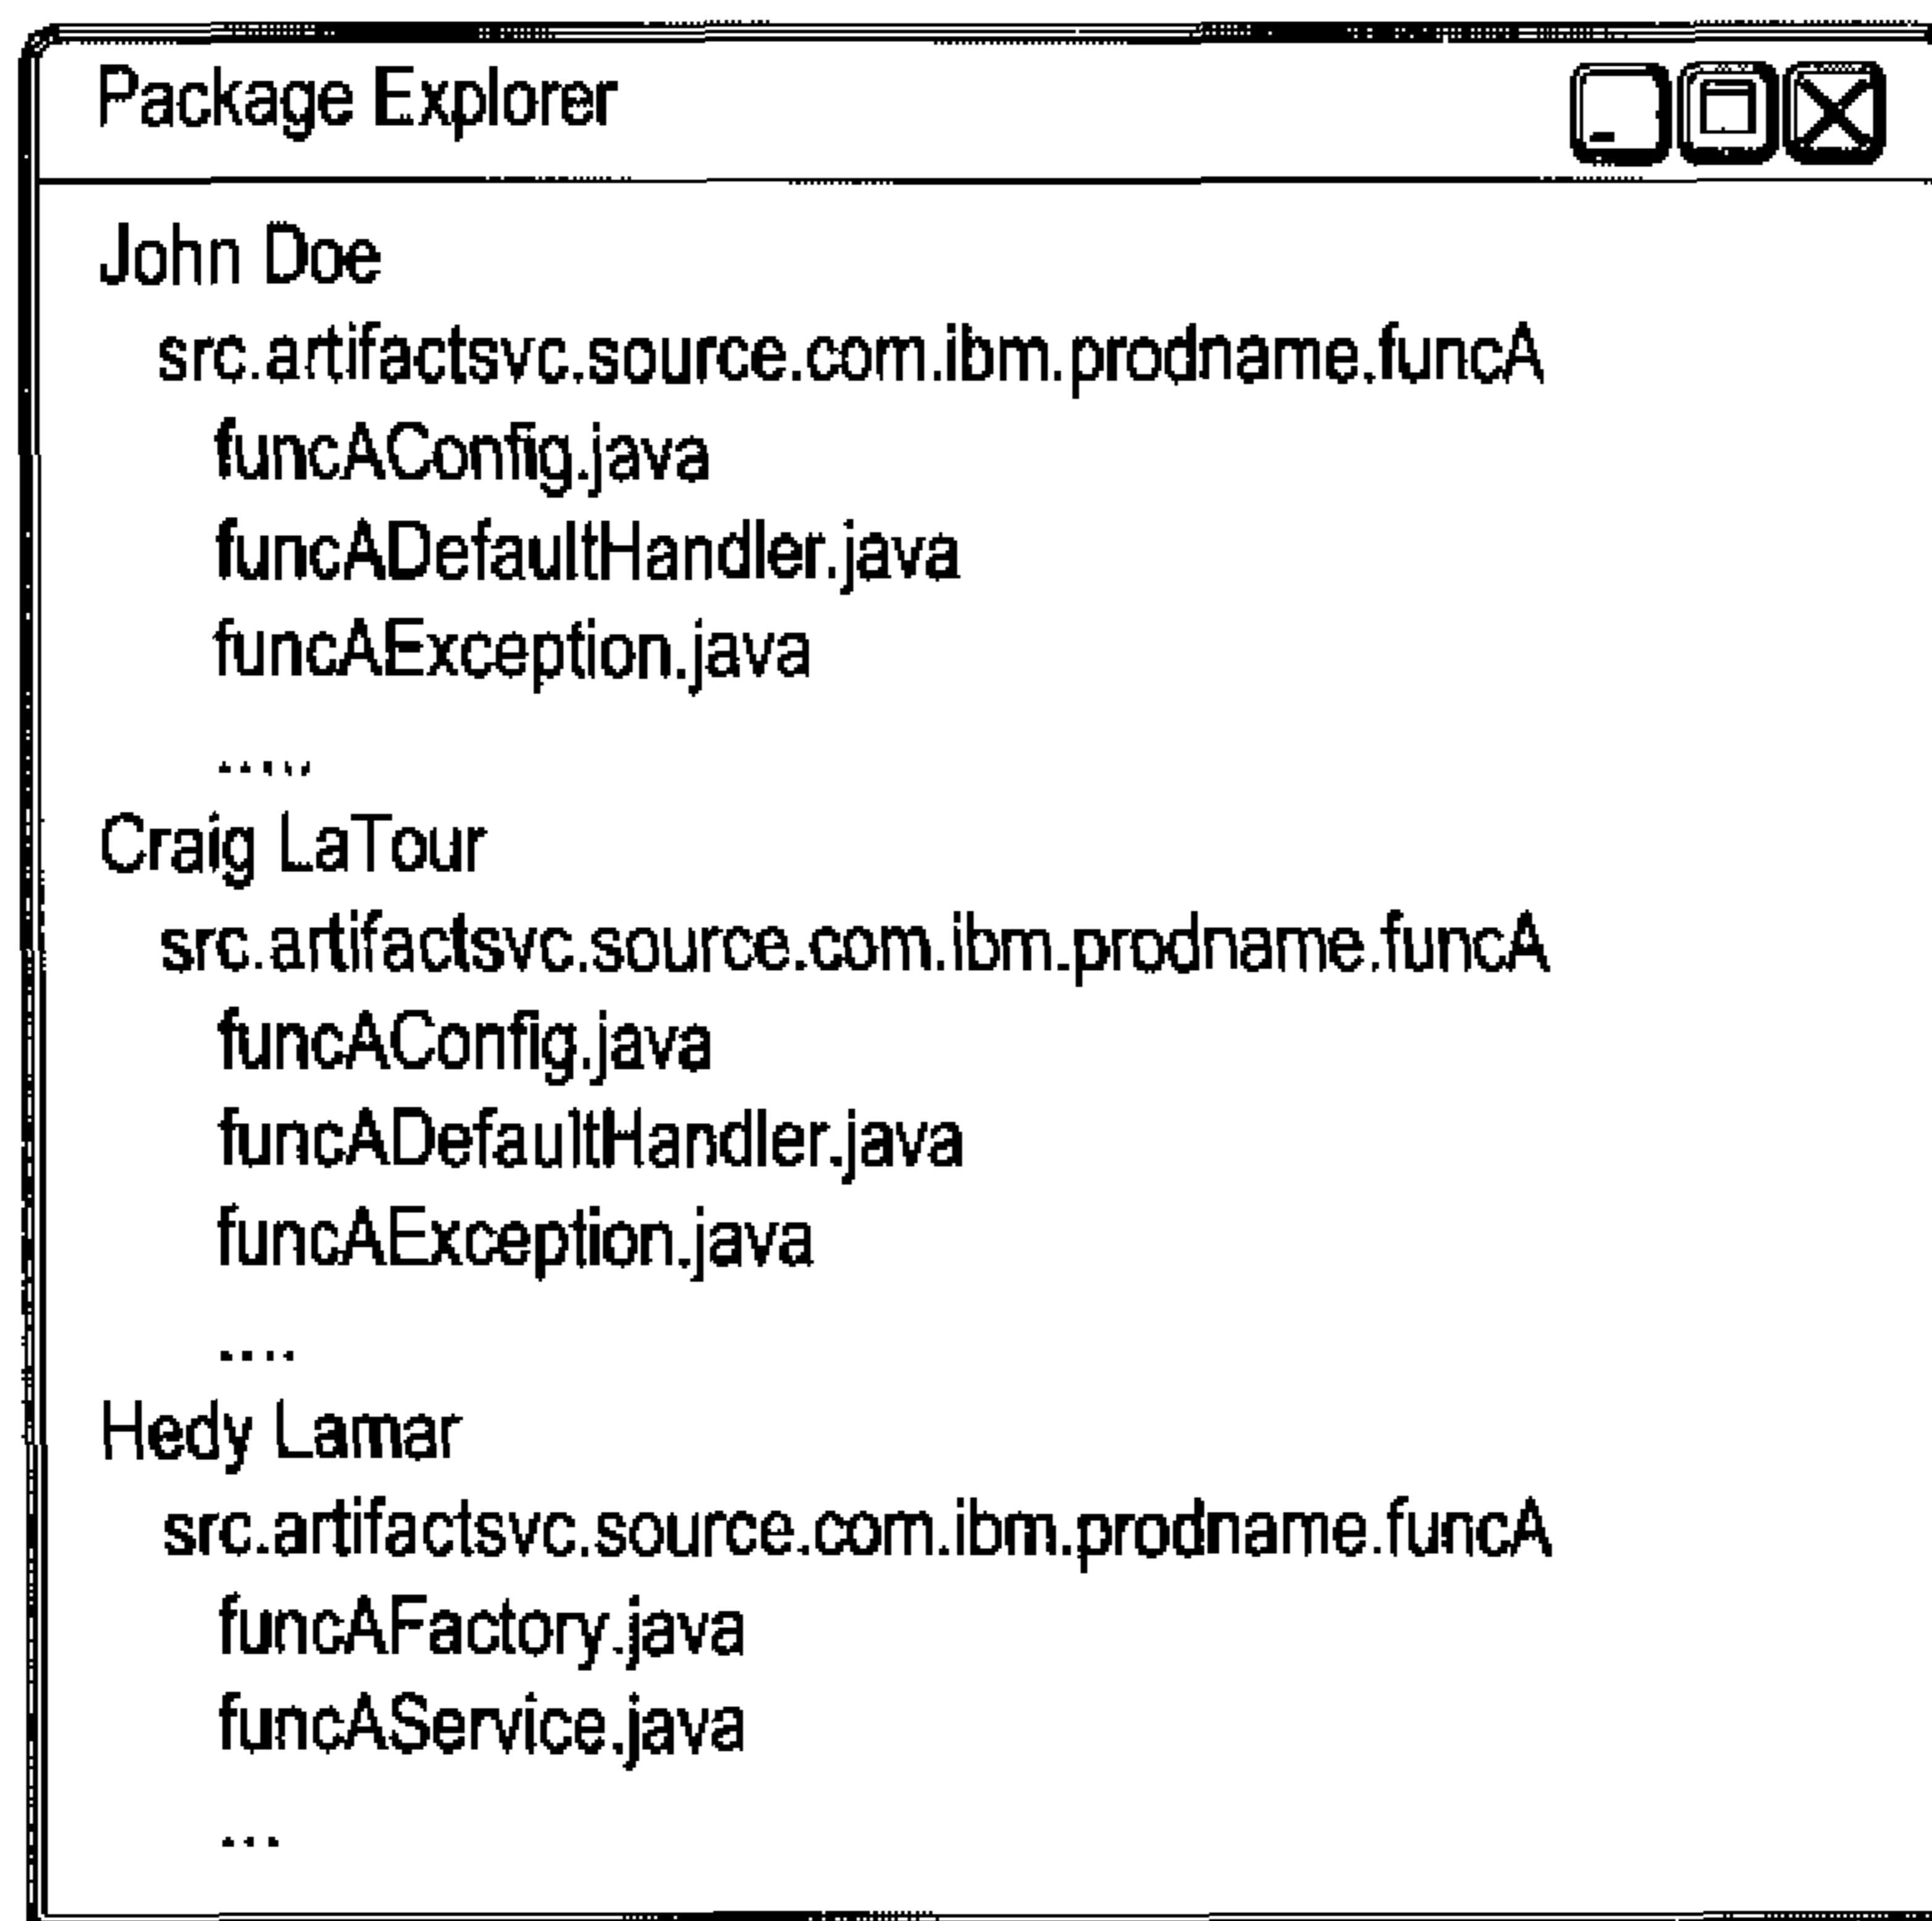 Package Explorer
John Doe
src.artifactsvc.source.com.ibm.prodname.funcA
funcAConfig.java
funcADefaultHandler.java
funcAException.java
.....
Craig LaTour
src.artifactsvc.source.com.ibm.prodname.funcA
funcAConfig.java
funcADefaultHandler.java
funcAException.java
....
Hedy Lamar
src.artifactsvc.source.com.ibm.prodname.funcA
funcAFactory.java
funcAService.java
...